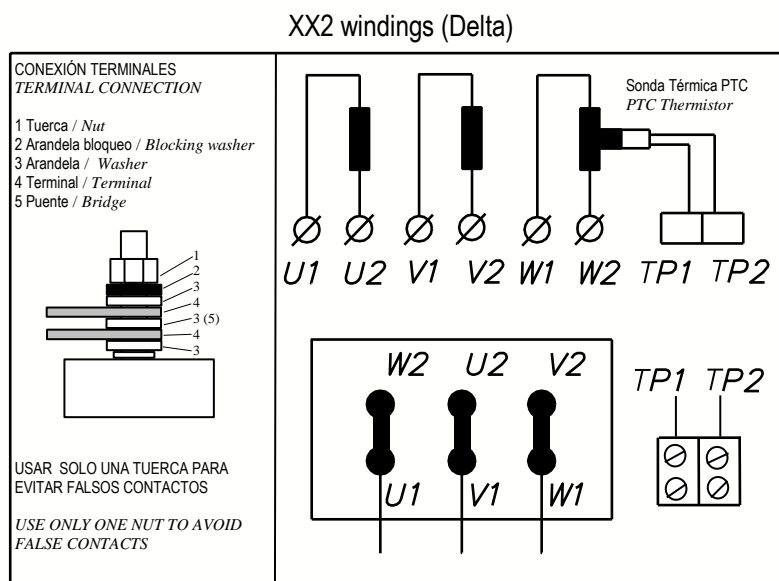 XX2 windings (Delta)
CONEXIÓN TERMINALES
TERMINAL CONNECTION
1 Tuerca / Nut
2 Arandela bloqueo / Blocking washer
3 Arandela / Washer
4 Terminal / Terminal
5 Puente / Bridge
1
2
3
4
3 (5)
4
3
USAR SOLO UNA TUERCA PARA
EVITAR FALSOS CONTACTOS
USE ONLY ONE NUT TO AVOID
FALSE CONTACTS
Sonda Térmica PTC
PTC Thermistor
U1 U2 V1 V2 W1 W2 TP1 TP2
W2 U2 V2
U1 V1 W1
TP1 TP2